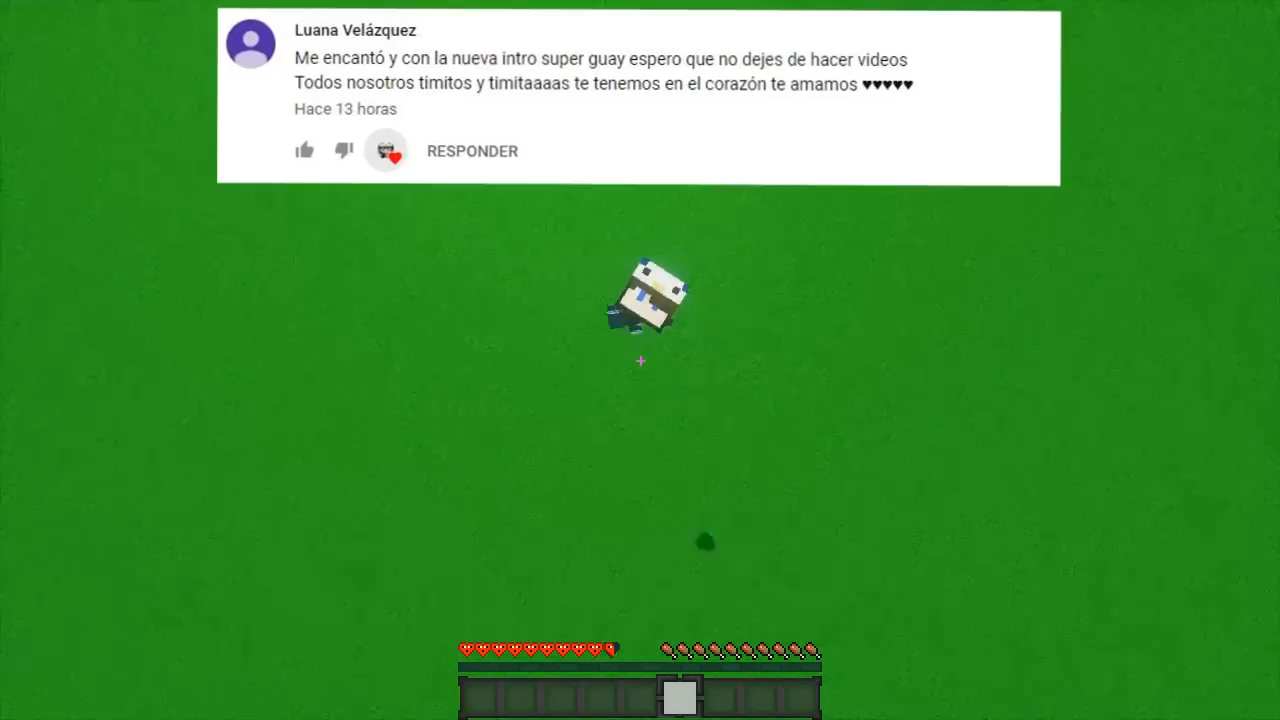 Luana Velázquez
Me encantó y con la nueva intro super guay espero que no dejes de hacer videos
Todos nosotros timitos y timitaaaas te tenemos en el corazón te amamos ♥♥♥♥♥
Hace 13 horas
RESPONDER